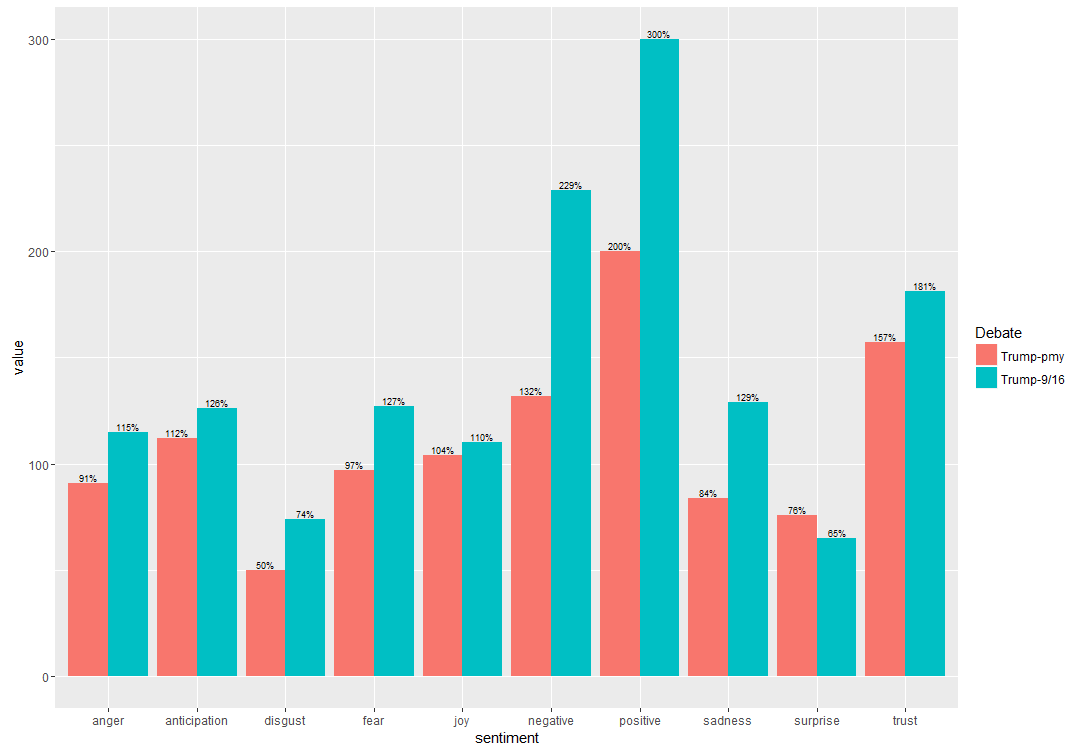 300
200
100
0
value
91%
115%
112%
126%
50%
74%
97%
127%
104%
110%
132%
229%
200%
300%
84%
129%
76%
65%
157%
181%
anger
anticipation
disgust
fear
joy
negative
positive
sadness
surprise
trust
sentiment
Debate
Trump-pmy
Trump-9/16